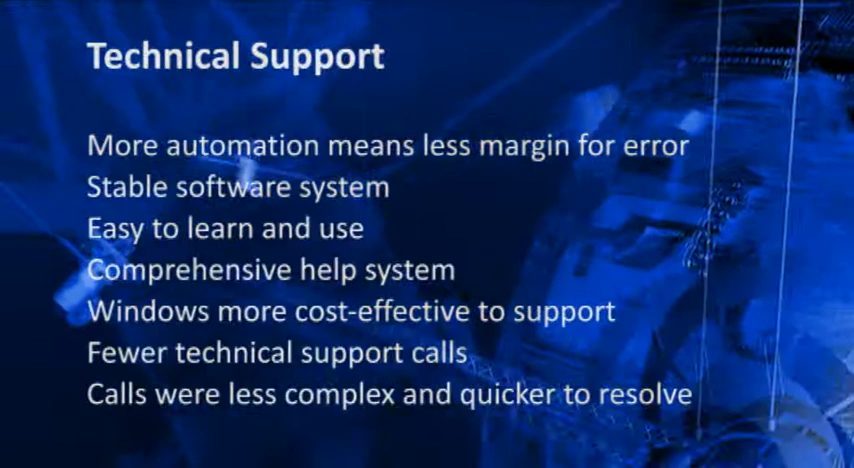 Technical Support
More automation means less margin for error
Stable software system
Easy to learn and use
Comprehensive help system
Windows more cost-effective to support
Fewer technical support calls
Calls were less complex and quicker to resolve